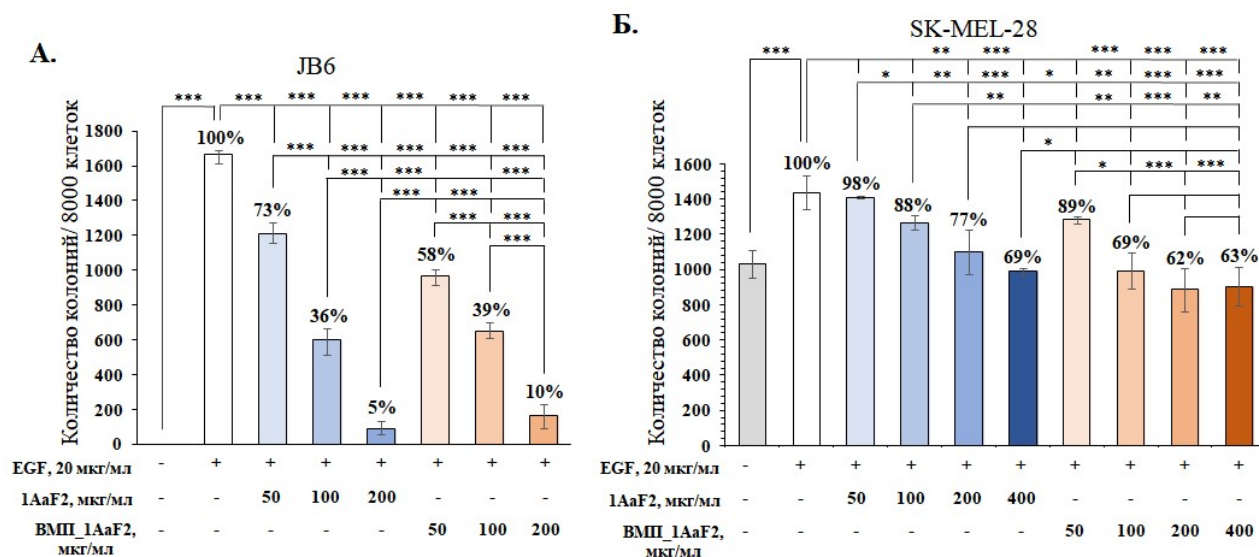 А.
JB6
*** *** *** *** *** *** ***
*** *** *** *** ***
*** *** *** ***
*** *** ***
*** ***
***
Количество колоний/ 8000 клеток
1800
1600
1400
1200
1000
800
600
400
200
0
100%
73%
36%
5%
58%
39%
10%
EGF, 20 мкг/мл - + + + + + + +
1АаF2, мкг/мл - - 50 100 200 - - -
ВМП_1АаF2, мкг/мл - - - - - 50 100 200
Б.
SK-MEL-28
*** ** *** *** *** ***
* ** *** * ** *** ***
** *** ** *** **
*
* *** ***
Количество колоний/ 8000 клеток
1600
1400
1200
1000
800
600
400
200
0
100%
98%
88%
77%
69%
89%
69%
62%
63%
EGF, 20 мкг/мл - + + + + + + + + +
1АаF2, мкг/мл - - 50 100 200 400 - - - -
ВМП_1АаF2, мкг/мл - - - - - - 50 100 200 400